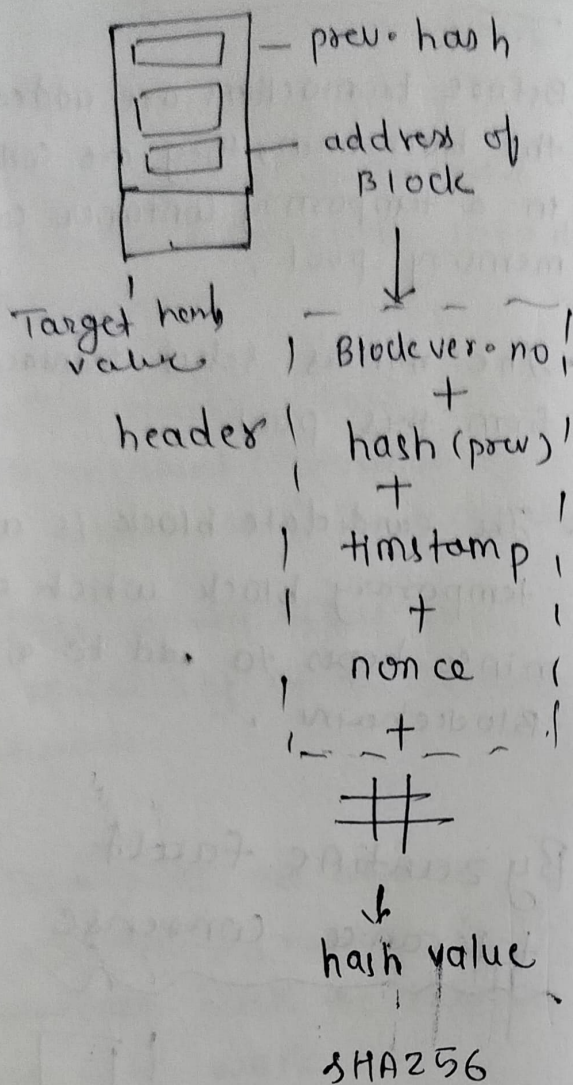 prev. hash
address of
Block
Target hash
value
header
Block ver. no
+
hash (prev)
+
timstamp
+
nonce
+
#
hash value
SHA256